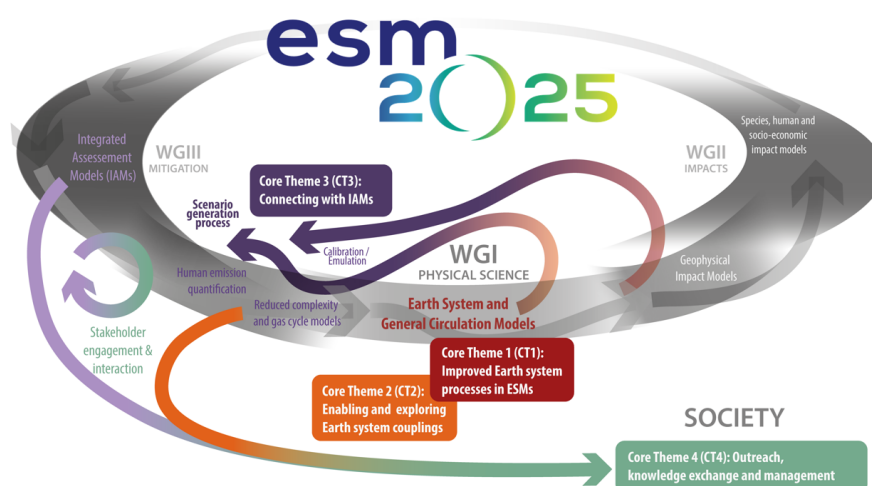 esm
2025
Integrated
Assessment
Models (IAMs)
WGIII
MITIGATION
Core Theme 3 (CT3):
Connecting with IAMs
WGII
IMPACTS
Species, human and
socio-economic
impact models
Scenario
generation
process
Calibration /
Emulation
WGI
PHYSICAL SCIENCE
Geophysical
Impact Models
Human emission
quantification
Reduced complexity
and gas cycle models
Earth System and
General Circulation Models
Stakeholder
engagement &
interaction
Core Theme 1 (CT1):
Improved Earth system
processes in ESMs
Core Theme 2 (CT2):
Enabling and exploring
Earth system couplings
SOCIETY
Core Theme 4 (CT4): Outreach,
knowledge exchange and management